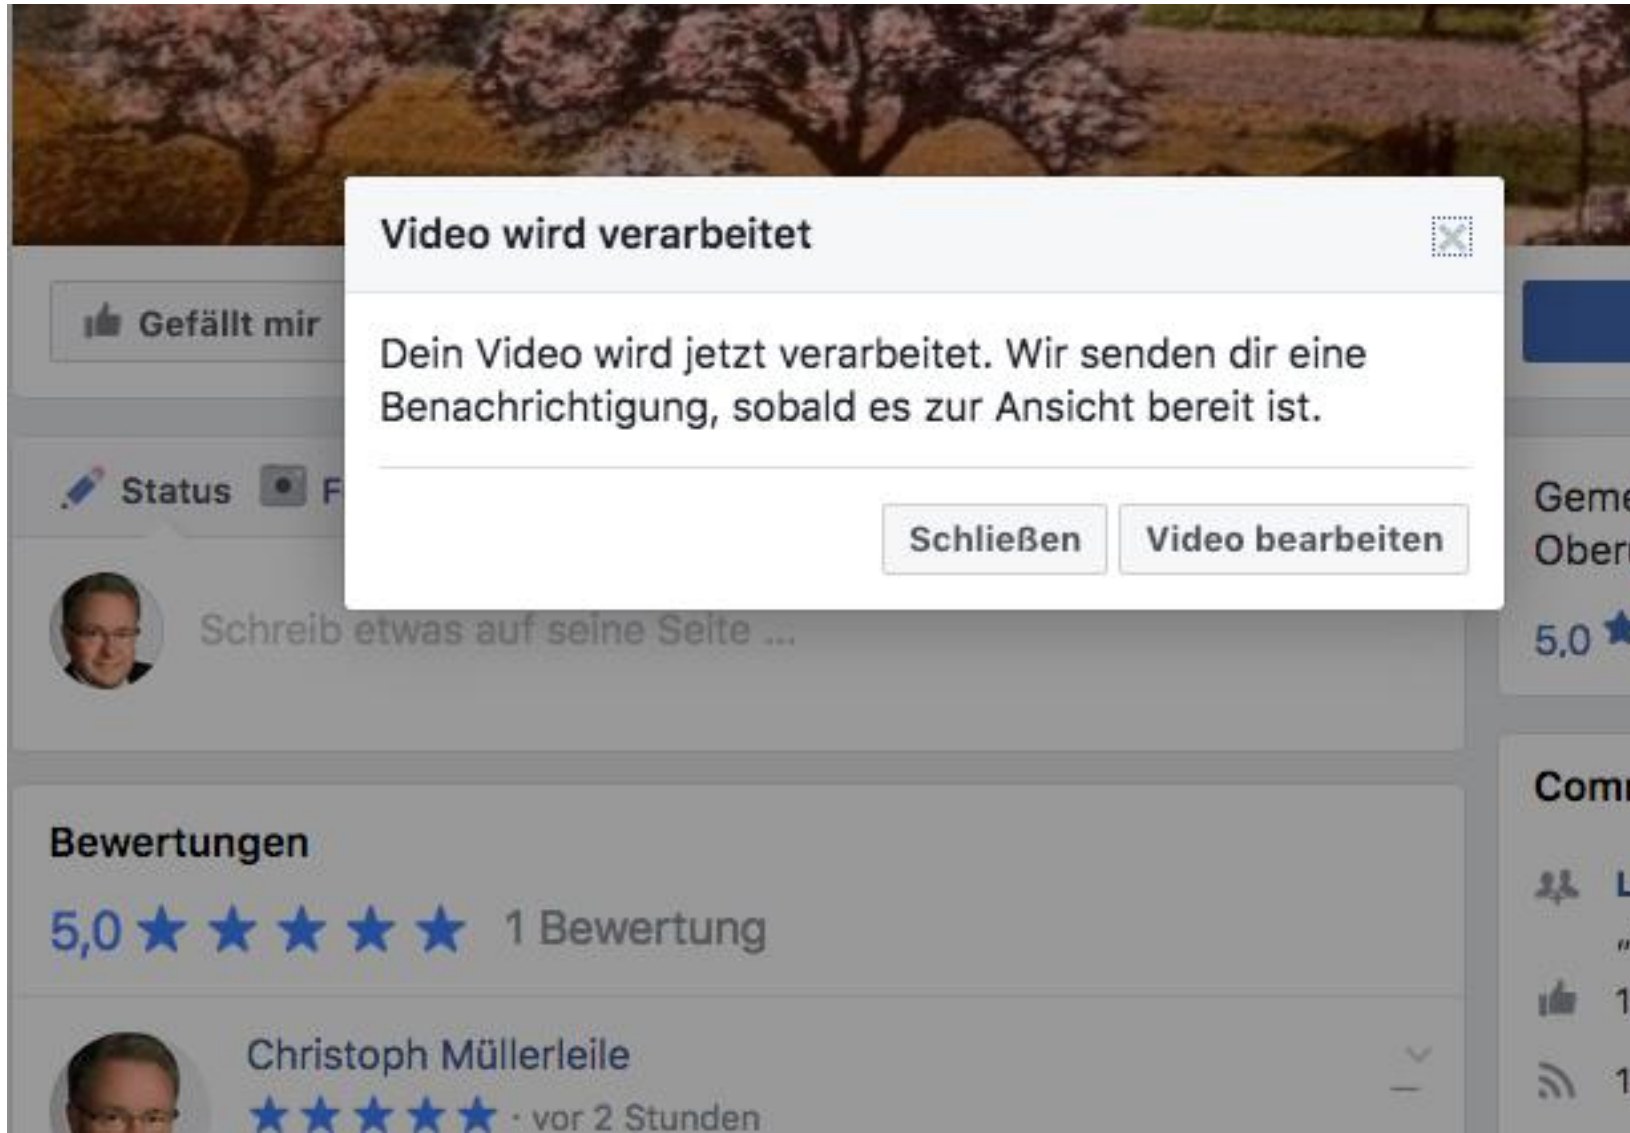 Video wird verarbeitet
Gefällt mir
Dein Video wird jetzt verarbeitet. Wir senden dir eine
Benachrichtigung, sobald es zur Ansicht bereit ist.
Status
Schließen
Video bearbeiten
Schreib etwas auf seine Seite ...
5,0
Bewertungen
5,0
1 Bewertung
Christoph Müllerleile
· vor 2 Stunden